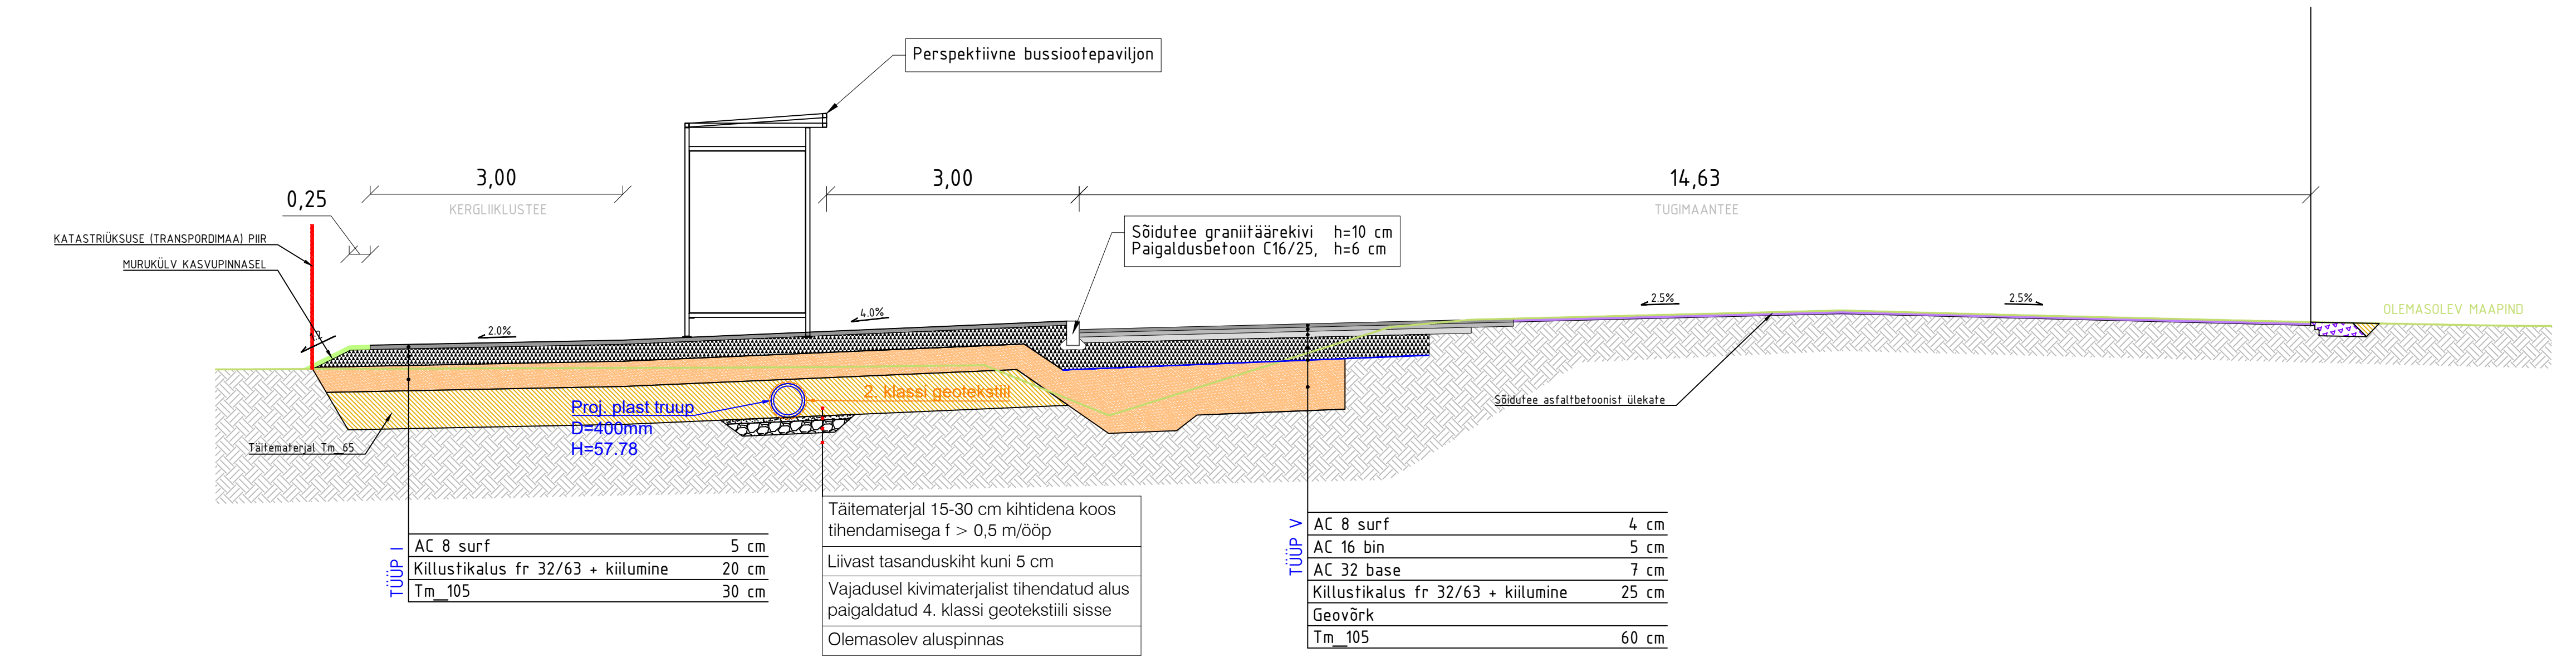 Perspektiivne bussiootepaviljon
3,00
3,00
14,63
0,25
KERGLIIKLUSTEE
TUGIMAANTEE
KATASTRIÜKSUSE (TRANSPORDIMAA) PIIR
MURUKÜLV KASVUPINNASEL
Sõidutee graniitäärekivi h=10 cm
Paigaldusbetoon C16/25, h=6 cm
2.0%
4.0%
2.5%
2.5%
OLEMASOLEV MAAPIND
2. klassi geotekstiil
Proj. plast truup
D=400mm
H=57.78
Sõidutee asfaltbetoonist ülekate
Täitematerjal Tm_65
TÜÜP I
AC 8 surf 5 cm
Killustikalus fr 32/63 + kiilumine 20 cm
Tm_105 30 cm
Täitematerjal 15-30 cm kihtidena koos
tihendamisega f > 0,5 m/ööp
Liivast tasanduskiht kuni 5 cm
Vajadusel kivimaterjalist tihendatud alus
paigaldatud 4. klassi geotekstiili sisse
Olemasolev aluspinnas
TÜÜP V
AC 8 surf 4 cm
AC 16 bin 5 cm
AC 32 base 7 cm
Killustikalus fr 32/63 + kiilumine 25 cm
Geovõrk
Tm_105 60 cm